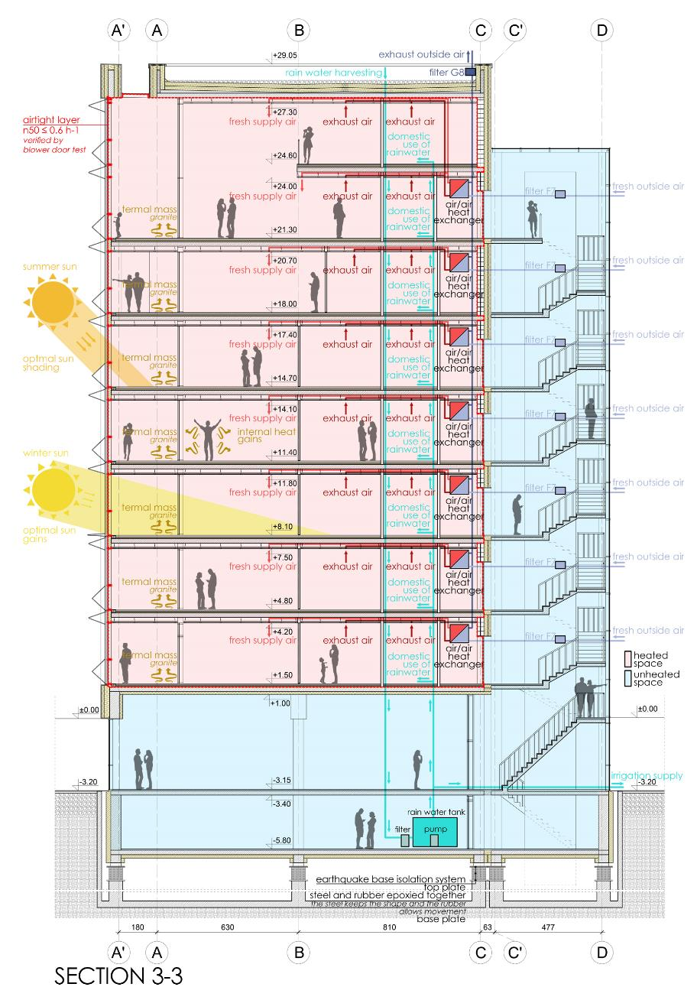 A' A B C C' D
+29.05
exhaust outside air
rain water harvesting
filter G8
airtight layer
n50 ≤ 0.6 h-1
verified by
blower door test
+27.30
fresh supply air
exhaust air
exhaust air
domestic
use of
rainwater
+24.60
+24.00
fresh supply air
exhaust air
exhaust air
air/air
heat
exchanger
filter F7
fresh outside air
termal mass
granite
domestic
use of
rainwater
+21.30
+20.70
fresh supply air
exhaust air
exhaust air
air/air
heat
exchanger
filter F7
fresh outside air
summer sun
termal mass
granite
domestic
use of
rainwater
+18.00
+17.40
fresh supply air
exhaust air
exhaust air
air/air
heat
exchanger
filter F7
fresh outside air
optmal sun
shading
termal mass
granite
domestic
use of
rainwater
+14.70
+14.10
fresh supply air
exhaust air
exhaust air
air/air
heat
exchanger
filter F7
fresh outside air
termal mass
granite
internal heat
gains
domestic
use of
rainwater
+11.40
winter sun
+11.80
fresh supply air
exhaust air
exhaust air
air/air
heat
exchanger
filter F7
fresh outside air
termal mass
granite
domestic
use of
rainwater
+8.10
optimal sun
gains
+7.50
fresh supply air
exhaust air
exhaust air
air/air
heat
exchanger
filter F7
fresh outside air
termal mass
granite
domestic
use of
rainwater
+4.80
+4.20
fresh supply air
exhaust air
exhaust air
air/air
heat
exchanger
filter F7
fresh outside air
termal mass
granite
domestic
use of
rainwater
+1.50
heated
space
unheated
space
+1.00
±0.00
±0.00
-3.20
-3.15
irrigation supply
-3.20
-3.40
rain water tank
filter
pump
-5.80
earthquake base isolation system
top plate
steel and rubber epoxied together
the steel keeps the shape and the rubber
allows movement
base plate
180 630 810 63 477
A' A B C C' D
SECTION 3-3